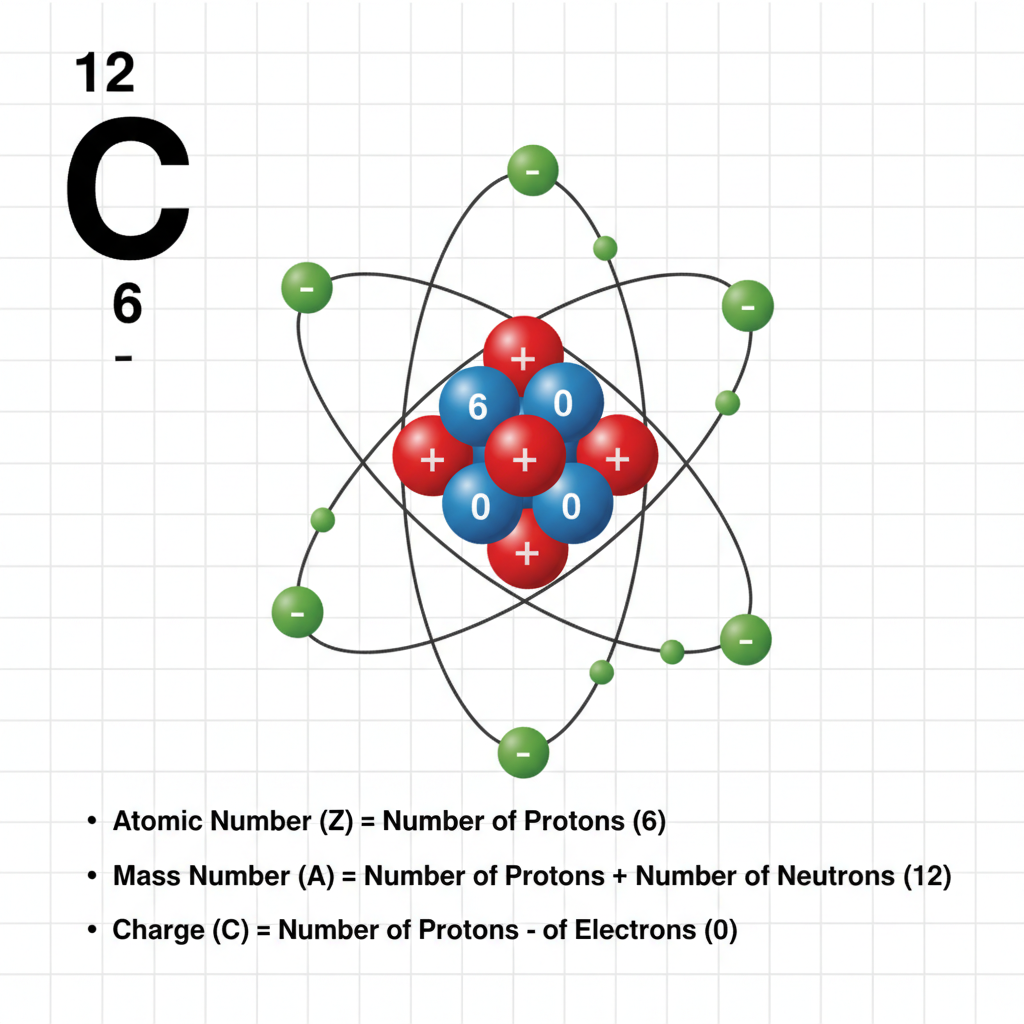 12
C
6
-
-
- -
+
6 0
+ + +
0 0
+
- -
-
• Atomic Number (Z) = Number of Protons (6)
• Mass Number (A) = Number of Protons + Number of Neutrons (12)
• Charge (C) = Number of Protons - of Electrons (0)